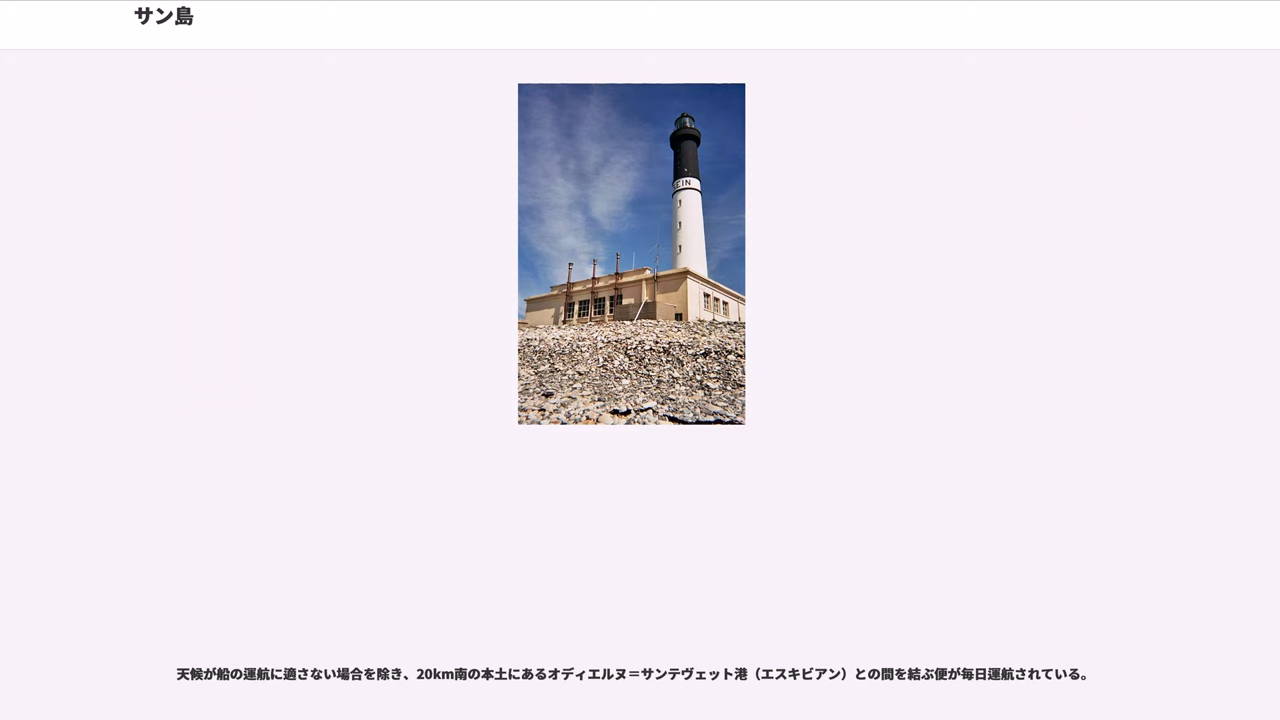 サン島
SEIN
天候が船の運航に適さない場合を除き、20km南の本土にあるオディエルヌ＝サンテヴェット港（エスキビアン）との間を結ぶ便が毎日運航されている。